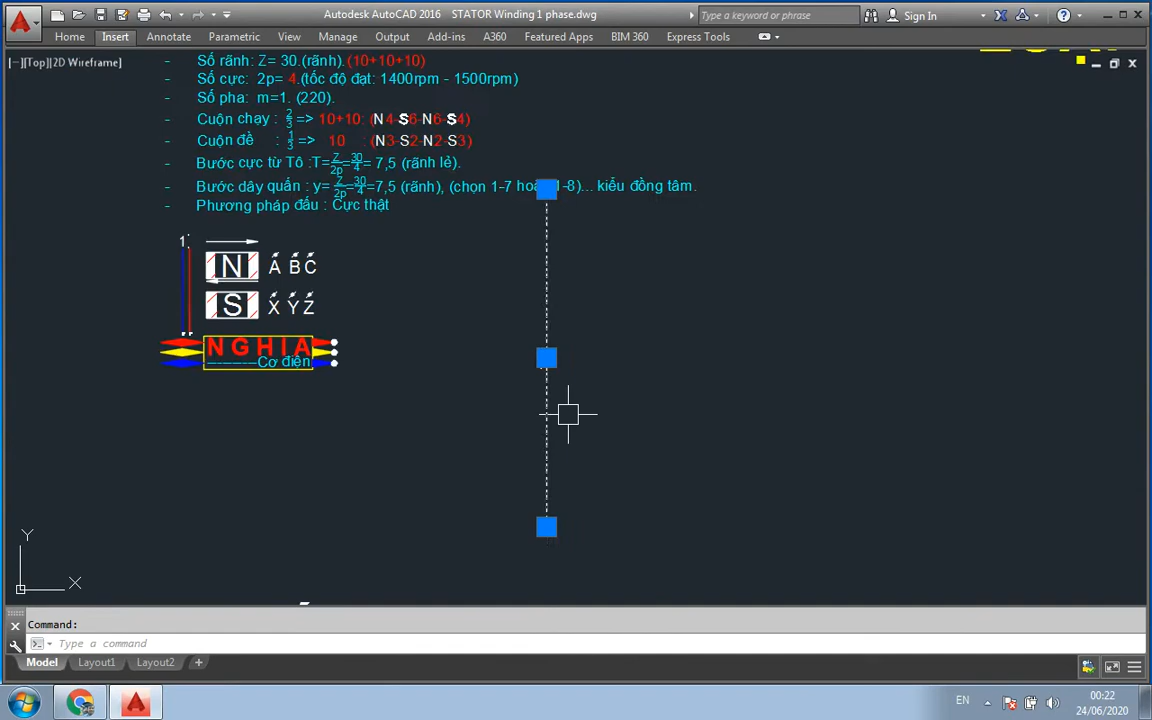 Autodesk AutoCAD 2016 STATOR Winding 1 phase.dwg
Type a keyword or phrase
Sign In
Home Insert Annotate Parametric View Manage Output Add-ins A360 Featured Apps BIM 360 Express Tools
[-][Top][2D Wireframe]
- Số rãnh: Z= 30.(rãnh).(10+10+10)
- Số cực: 2p= 4.(tốc độ đạt: 1400rpm - 1500rpm)
- Số pha: m=1. (220).
- Cuộn chạy : 2/3 => 10+10: (N4-S6-N6-S4)
- Cuộn đề : 1/3 => 10 : (N3-S2-N2-S3)
- Bước cực từ Tô :T=Z/2p=30/4= 7,5 (rãnh lẻ).
- Bước dây quấn : y= Z/2p=30/4=7,5 (rãnh), (chọn 1-7 1-8)... kiểu đồng tâm.
- Phương pháp đấu : Cực thật
1
N A B C
S X Y Z
N G H I A
Cơ điện
Y
X
Command:
Type a command
Model Layout1 Layout2 +
EN
00:22
24/06/2020